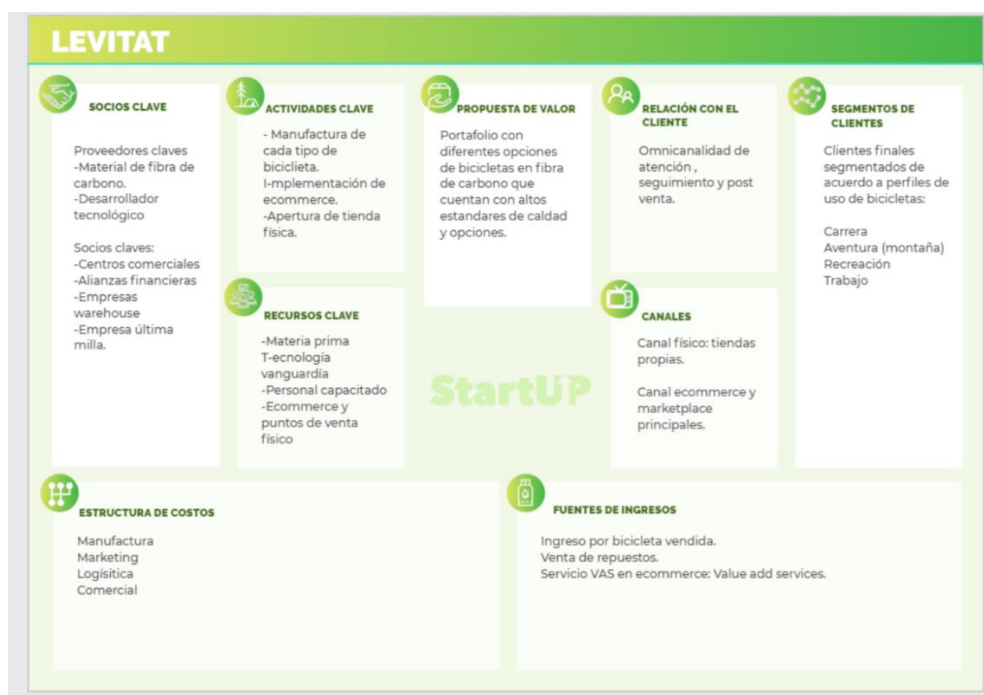 LEVITAT
SOCIOS CLAVE
Proveedores claves
-Material de fibra de
carbono.
-Desarrollador
tecnológico
Socios claves:
-Centros comerciales
-Alianzas financieras
-Empresas
warehouse
-Empresa última
milla.
ACTIVIDADES CLAVE
- Manufactura de
cada tipo de
biciclieta.
I-mplementación de
ecommerce.
-Apertura de tienda
física.
RECURSOS CLAVE
-Materia prima
T-ecnología
vanguardía
-Personal capacitado
-Ecommerce y
puntos de venta
físico
PROPUESTA DE VALOR
Portafolio con
diferentes opciones
de bicicletas en fibra
de carbono que
cuentan con altos
estandares de caldad
y opciones.
StartUP
RELACIÓN CON EL
CLIENTE
Omnicanalidad de
atención ,
seguimiento y post
venta.
CANALES
Canal físico: tiendas
propias.
Canal ecommerce y
marketplace
principales.
SEGMENTOS DE
CLIENTES
Clientes finales
segmentados de
acuerdo a perfiles de
uso de bicicletas:
Carrera
Aventura (montaña)
Recreación
Trabajo
ESTRUCTURA DE COSTOS
Manufactura
Marketing
Logísitica
Comercial
FUENTES DE INGRESOS
Ingreso por bicicleta vendida.
Venta de repuestos.
Servicio VAS en ecommerce: Value add services.